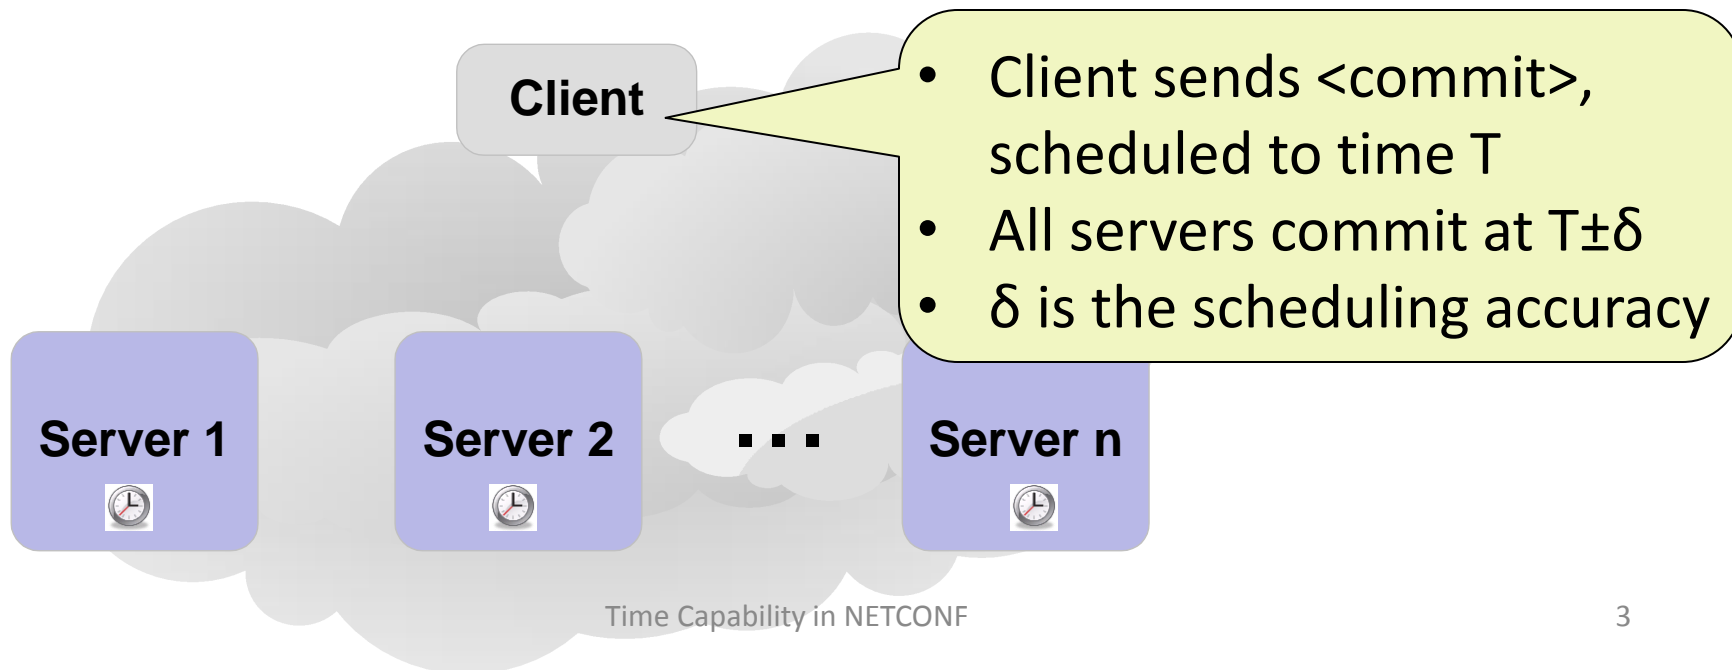 Client
• Client sends <commit>,
scheduled to time T
• All servers commit at T±δ
• δ is the scheduling accuracy
Server 1
Server 2
...
Server n
Time Capability in NETCONF
3